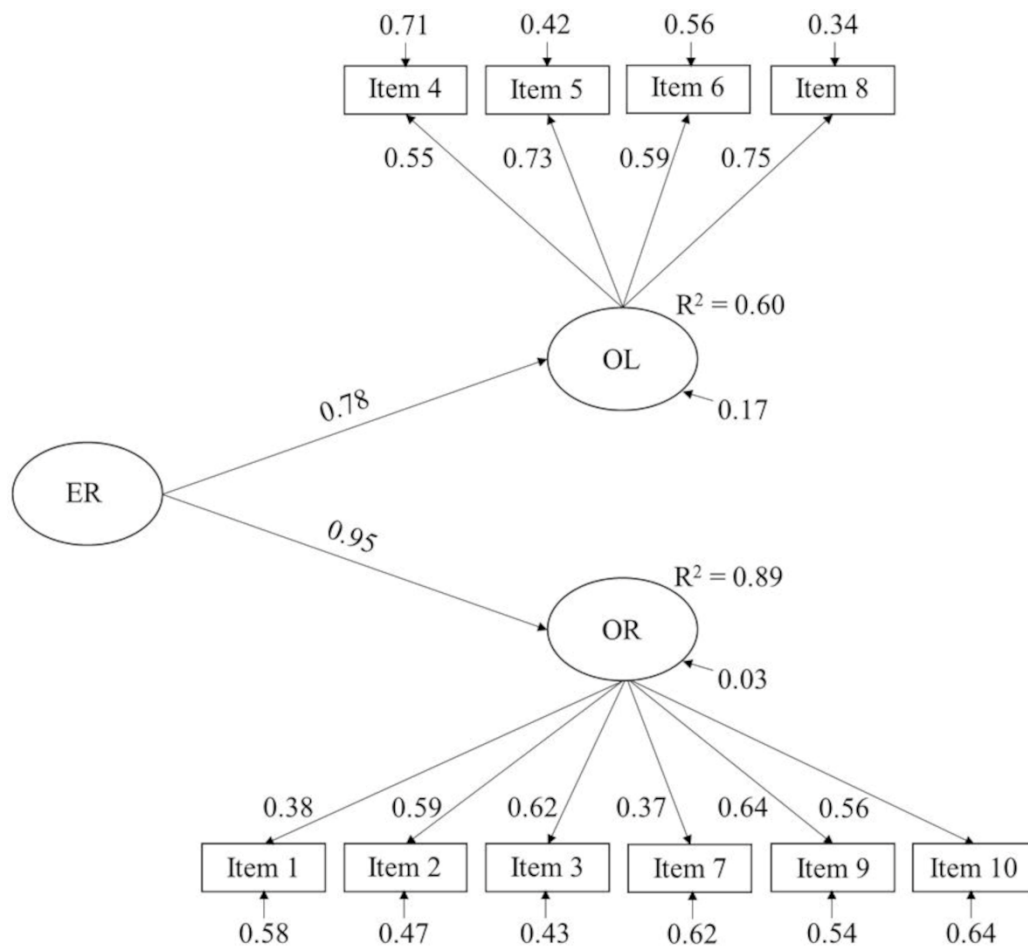 0.71 0.42 0.56 0.34
Item 4 Item 5 Item 6 Item 8
0.55 0.73 0.59 0.75
R² = 0.60
OL
0.17
0.78
ER
0.95
R² = 0.89
OR
0.03
0.38 0.59 0.62 0.37 0.64 0.56
Item 1 Item 2 Item 3 Item 7 Item 9 Item 10
0.58 0.47 0.43 0.62 0.54 0.64